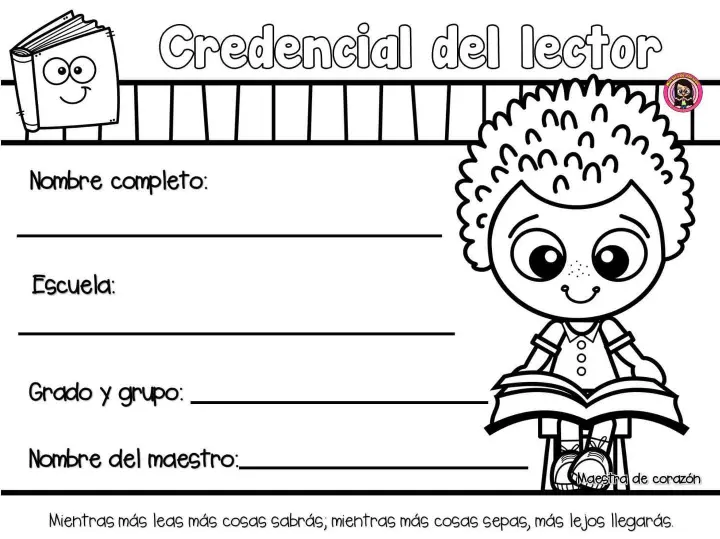 Credencial del lector
Nombre completo:
Escuela:
Grado y grupo:
Nombre del maestro:
Maestra de corazón
Mientras más leas más cosas sabrás; mientras más cosas sepas, más lejos llegarás.